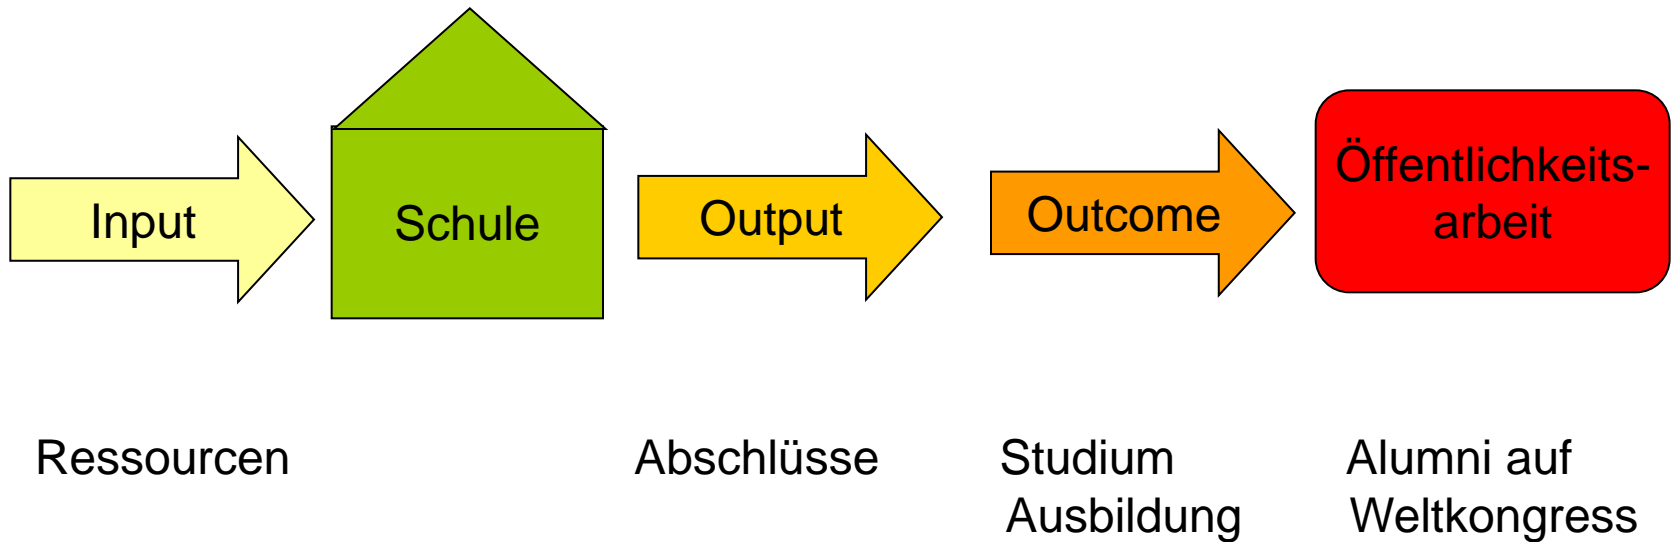 Input
Schule
Output
Outcome
Öffentlichkeits-
arbeit
Ressourcen
Abschlüsse
Studium
Ausbildung
Alumni auf
Weltkongress